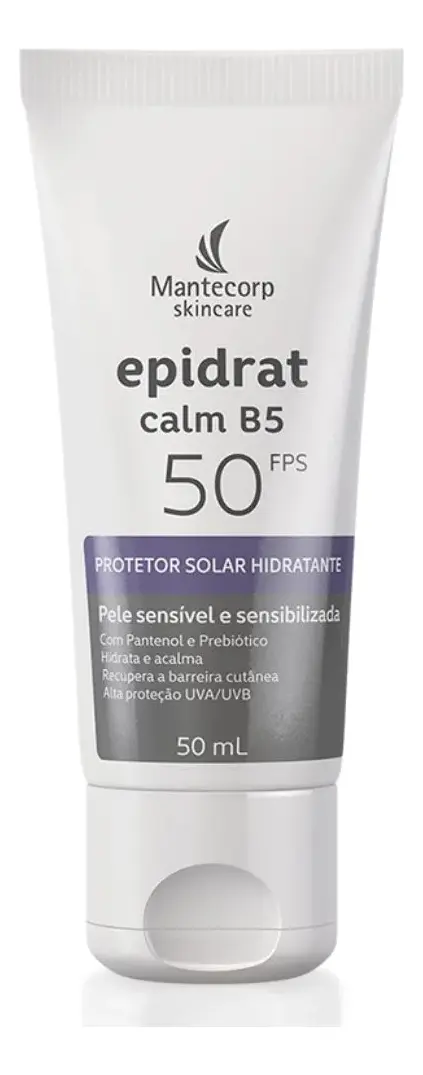 Mantecorp
skincare
epidrat
calm B5
50 FPS
PROTETOR SOLAR HIDRATANTE
Pele sensível e sensibilizada
Com Pantenol e Prebiótico
Hidrata e acalma
Recupera a barreira cutânea
Alta proteção UVA/UVB
50 mL